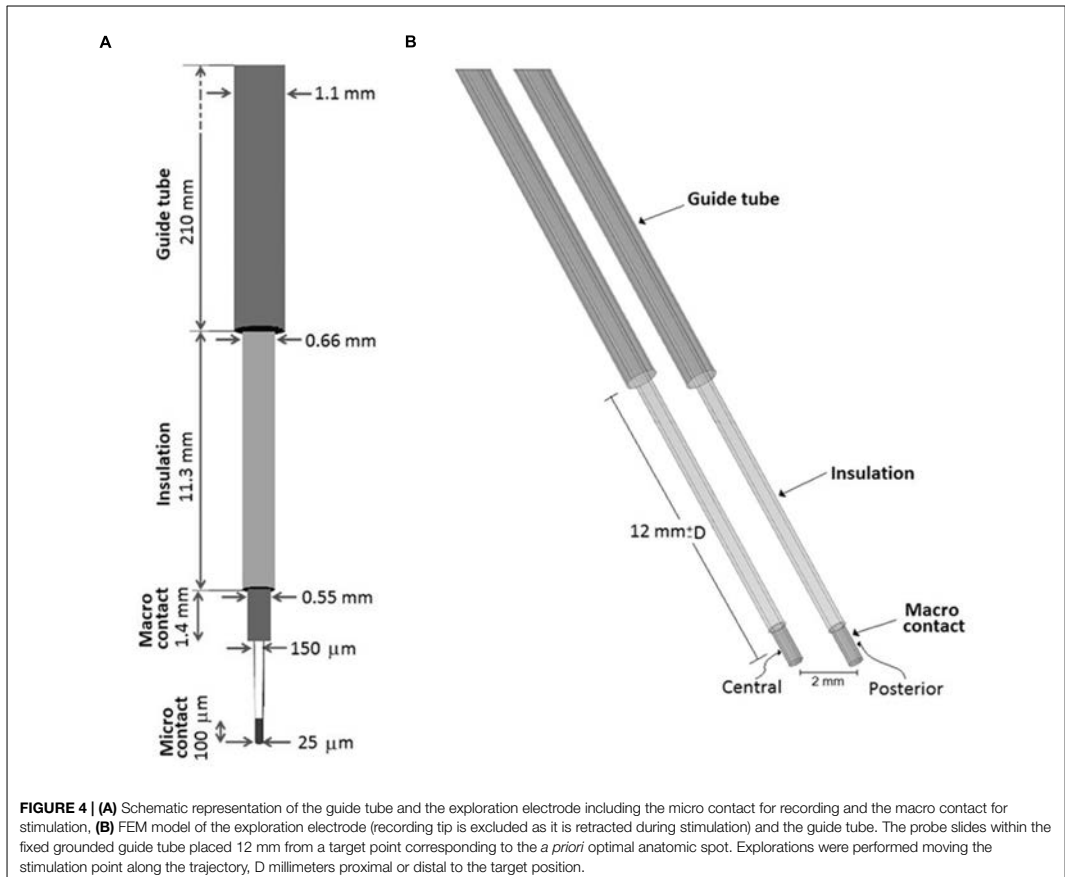 A
B
1.1 mm
Guide tube
210 mm
Guide tube
0.66 mm
Insulation
11.3 mm
Insulation
12 mm±D
Macro
contact
1.4 mm
0.55 mm
150 µm
Macro
contact
Central
2 mm
Posterior
Micro
contact
100 µm
25 µm
FIGURE 4 | (A) Schematic representation of the guide tube and the exploration electrode including the micro contact for recording and the macro contact for
stimulation, (B) FEM model of the exploration electrode (recording tip is excluded as it is retracted during stimulation) and the guide tube. The probe slides within the
fixed grounded guide tube placed 12 mm from a target point corresponding to the a priori optimal anatomic spot. Explorations were performed moving the
stimulation point along the trajectory, D millimeters proximal or distal to the target position.